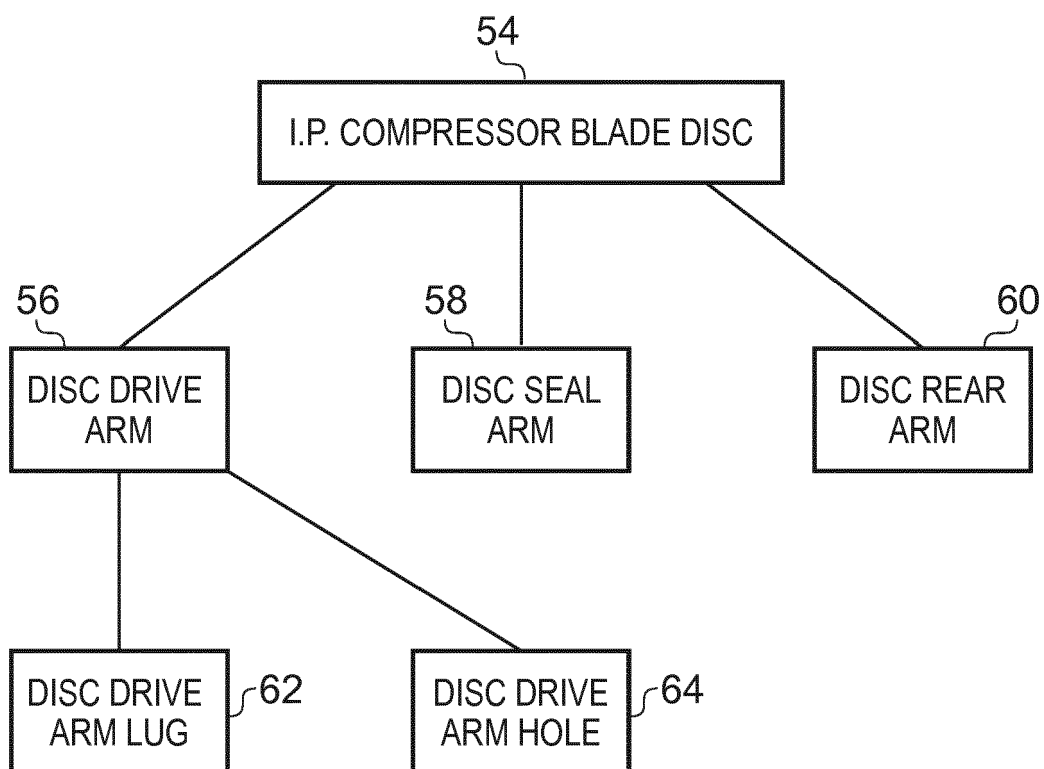 54
I.P. COMPRESSOR BLADE DISC
56
58
60
DISC DRIVE
ARM
DISC SEAL
ARM
DISC REAR
ARM
DISC DRIVE
ARM LUG
62
DISC DRIVE
ARM HOLE
64